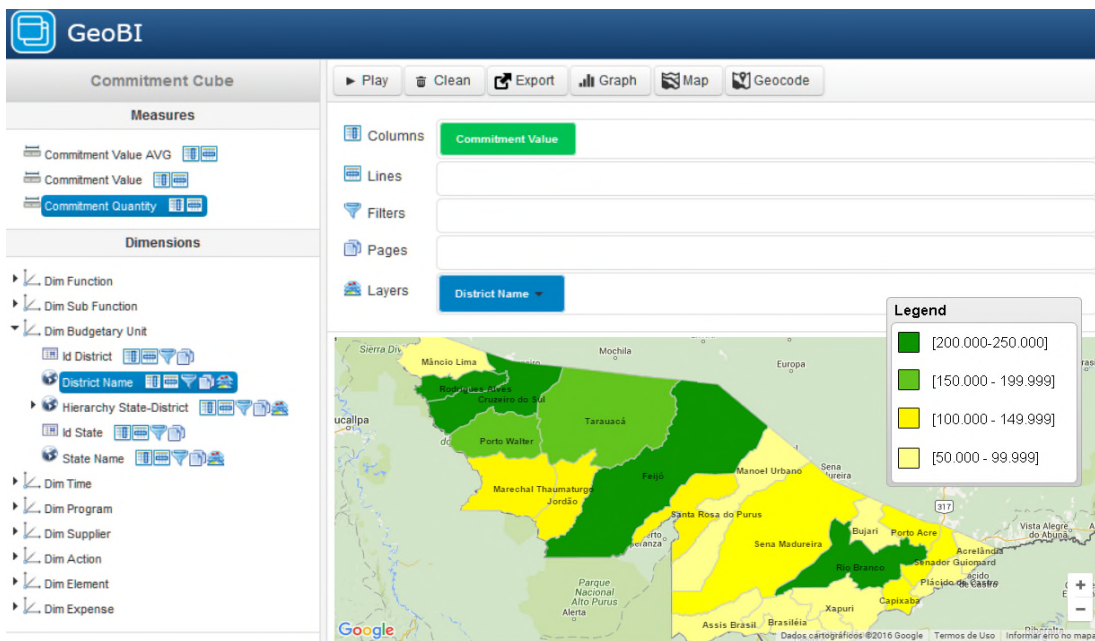 GeoBI
Commitment Cube
Measures
Commitment Value AVG
Commitment Value
Commitment Quantity
Dimensions
Dim Function
Dim Sub Function
Dim Budgetary Unit
Id District
District Name
Hierarchy State-District
Id State
State Name
Dim Time
Dim Program
Dim Supplier
Dim Action
Dim Element
Dim Expense
Play Clean Export Graph Map Geocode
Columns Commitment Value
Lines
Filters
Pages
Layers District Name
Legend
[200.000-250.000]
[150.000 - 199.999]
[100.000 - 149.999]
[50.000 - 99.999]
Sierra Div
Mochila
Mâncio Lima
Europa
Rodrigues Alves
Cruzeiro do Sul
ucallpa
Tarauacá
Porto Walter
Feijó
Manoel Urbano
Sena
Marechal Thaumaturgo
Jordão
Santa Rosa do Purus
317
Vista Alegre
do Abunã
Sena Madureira
Bujari
Porto Acre
Acrelândia
Rio Branco
Senador Guiomard
Plácido de Castro
Parque
Nacional
Alto Purus
Alerta
Capixaba
Xapuri
Assis Brasil
Brasiléia
+
−
Google
Dados cartográficos ©2016 Google Termos de Uso Informar erro no mapa